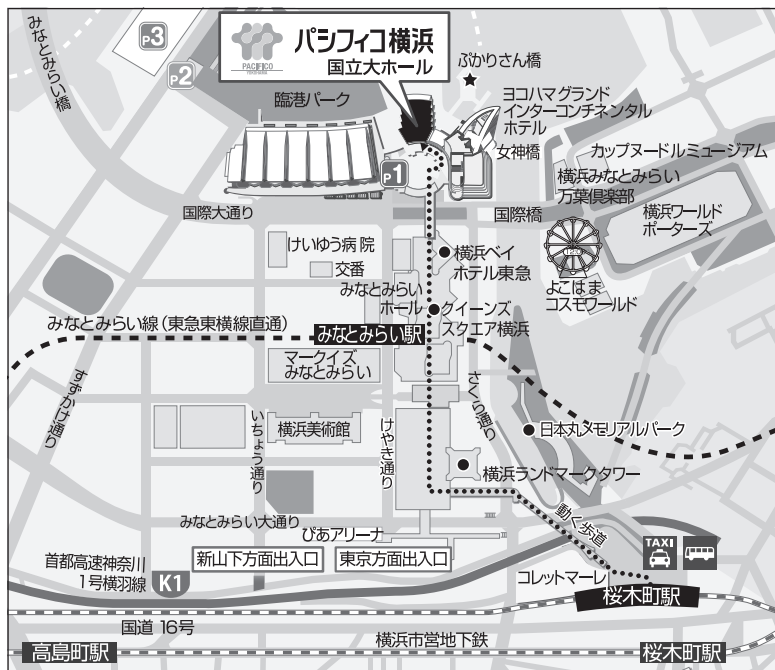 みなとみらい橋
P3
P2
PACIFICO
YOKOHAMA
パシフィコ横浜
国立大ホール
臨港パーク
ぷかりさん橋
ヨコハマグランド
インターコンチネンタル
ホテル
女神橋
カップヌードルミュージアム
横浜みなとみらい
万葉倶楽部
横浜ワールド
ポーターズ
P1
国際大通り
国際橋
けいゆう病院
交番
横浜ベイ
ホテル東急
みなとみらい
ホール
クイーンズ
スクエア横浜
よこはま
コスモワールド
みなとみらい線(東急東横線直通)
みなとみらい駅
マークイズ
みなとみらい
すずかけ通り
いちょう通り
横浜美術館
けやき通り
さくら通り
日本丸メモリアルパーク
横浜ランドマークタワー
みなとみらい大通り
ぴあアリーナ
動く歩道
首都高速神奈川
1号横羽線
K1
新山下方面出入口
東京方面出入口
TAXI
コレットマーレ
桜木町駅
国道 16号
高島町駅
横浜市営地下鉄
桜木町駅